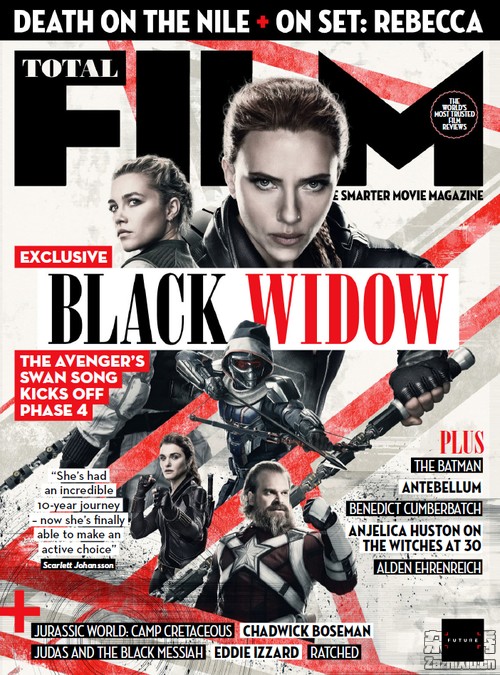 DEATH ON THE NILE + ON SET: REBECCA
TOTAL
FILM
THE
WORLD'S
MOST TRUSTED
FILM
REVIEWS
E SMARTER MOVIE MAGAZINE
EXCLUSIVE
BLACK WIDOW
THE AVENGER'S
SWAN SONG
KICKS OFF
PHASE 4
"She's had
an incredible
10-year journey
– now she's finally
able to make an
active choice"
Scarlett Johansson
PLUS
THE BATMAN
ANTEBELLUM
BENEDICT CUMBERBATCH
ANJELICA HUSTON ON
THE WITCHES AT 30
ALDEN EHRENREICH
+
JURASSIC WORLD: CAMP CRETACEOUS CHADWICK BOSEMAN
JUDAS AND THE BLACK MESSIAH EDDIE IZZARD RATCHED
FUTURE